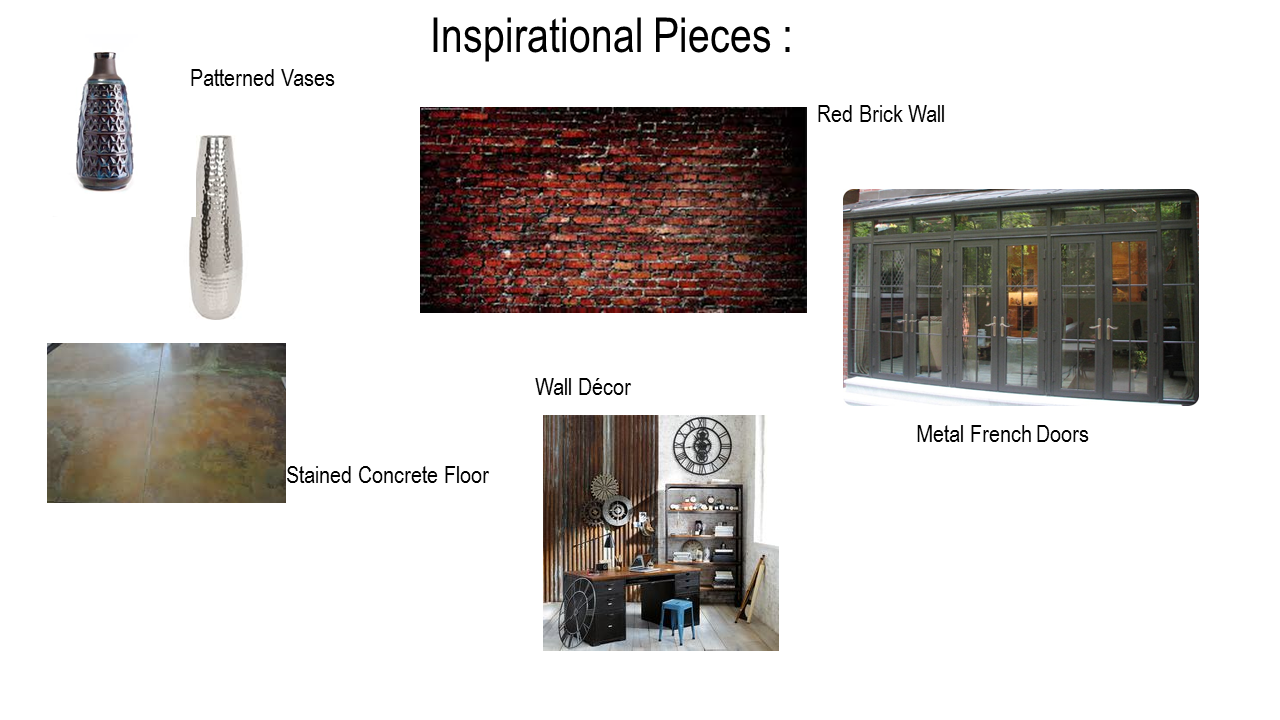 Inspirational Pieces :
Patterned Vases
Red Brick Wall
Wall Décor
Metal French Doors
Stained Concrete Floor